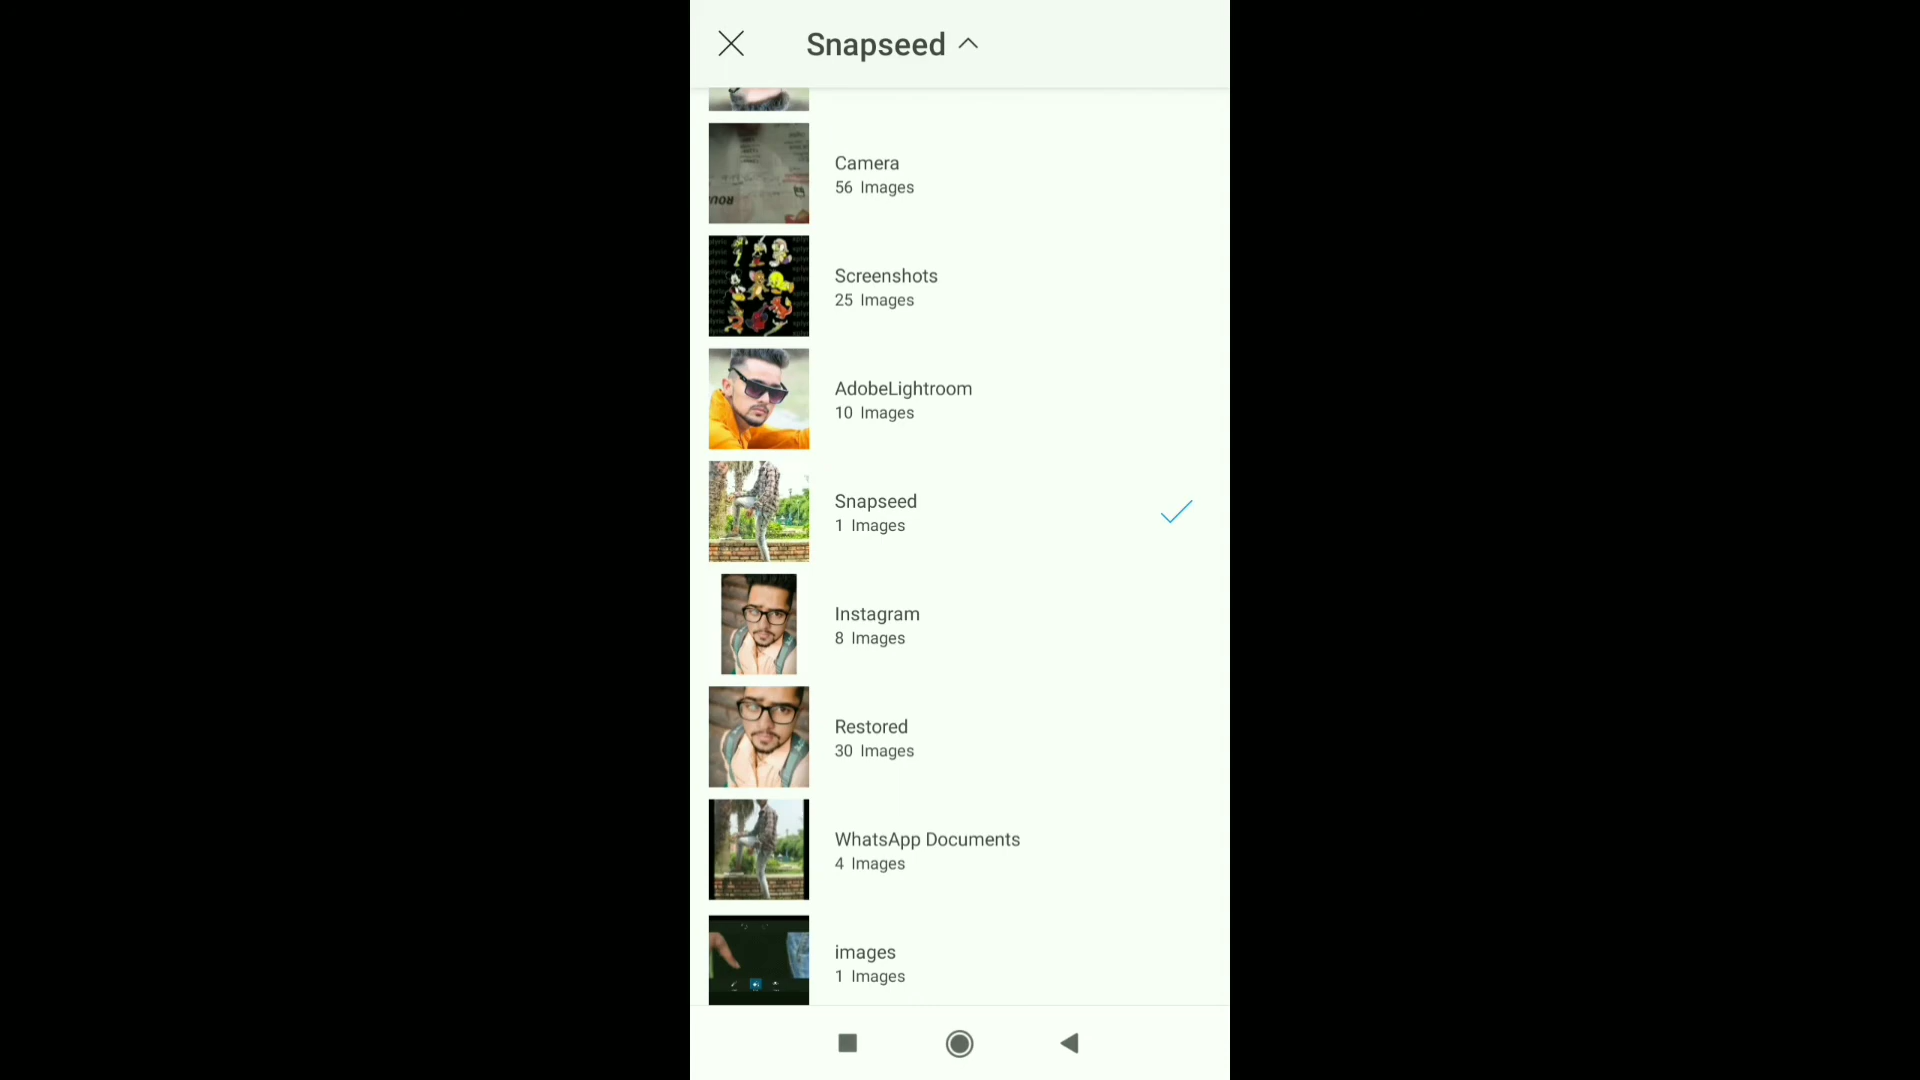 Snapseed
Camera
56 Images
Screenshots
25 Images
AdobeLightroom
10 Images
Snapseed
1 Images
Instagram
8 Images
Restored
30 Images
WhatsApp Documents
4 Images
images
1 Images